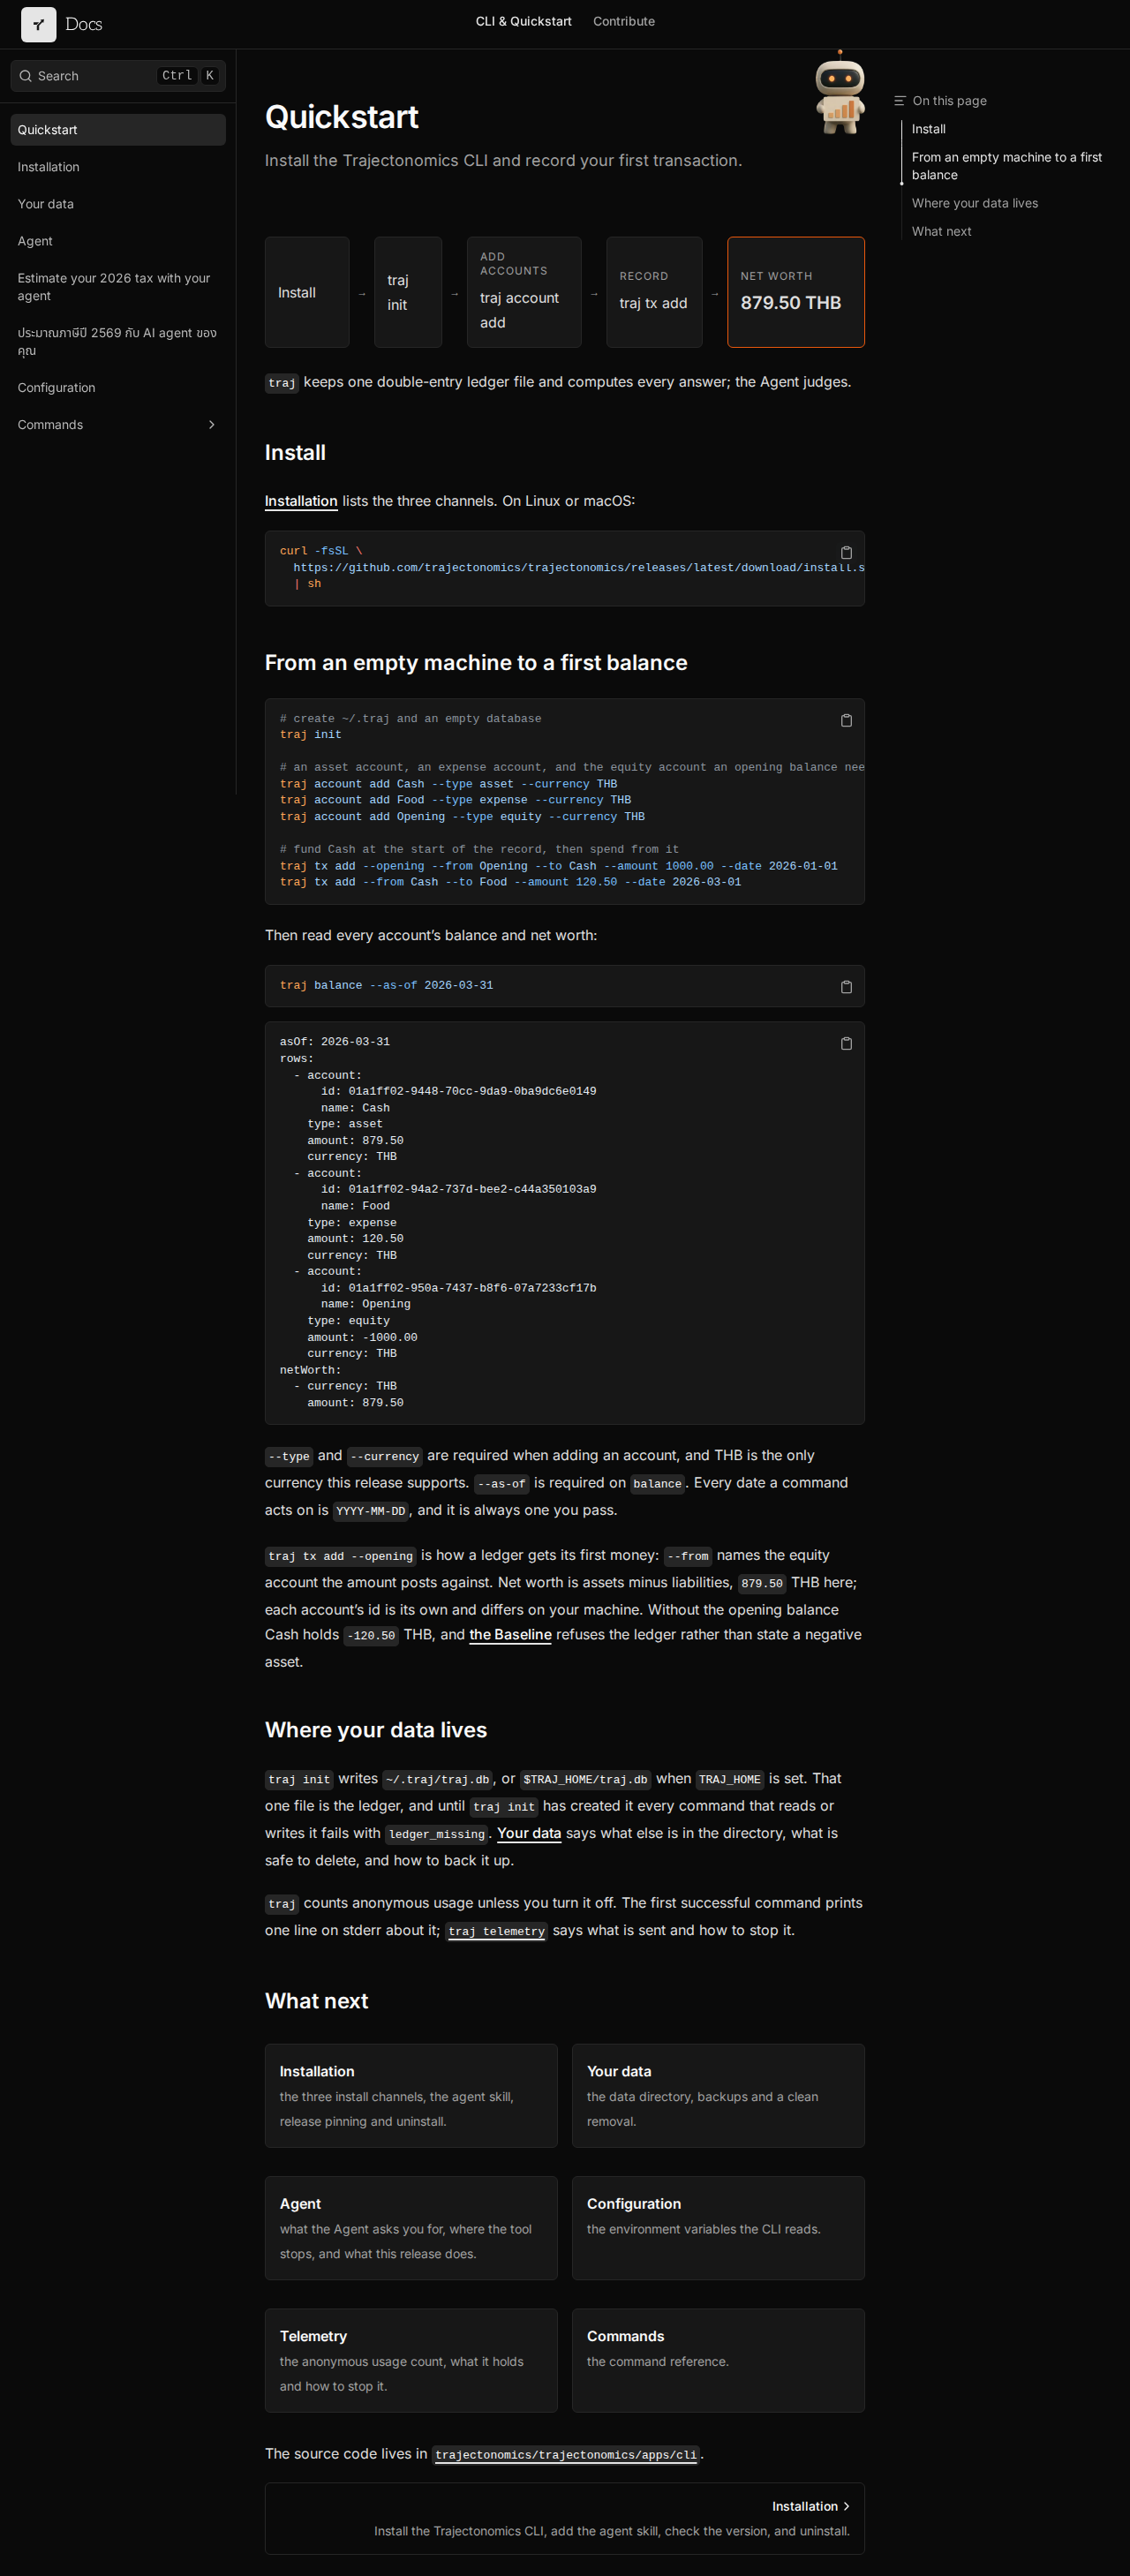 Docs
CLI & Quickstart
Contribute
Search
Ctrl K
Quickstart
Installation
Your data
Agent
Estimate your 2026 tax with your
agent
ประมาณภาษีปี 2569 กับ AI agent ของ
คุณ
Configuration
Commands
Quickstart
Install the Trajectonomics CLI and record your first transaction.
Install
→
traj
init
→
ADD
ACCOUNTS
traj account
add
→
RECORD
traj tx add
→
NET WORTH
879.50 THB
traj keeps one double-entry ledger file and computes every answer; the Agent judges.
Install
Installation lists the three channels. On Linux or macOS:
curl -fsSL \
https://github.com/trajectonomics/trajectonomics/releases/latest/download/install.s
| sh
From an empty machine to a first balance
# create ~/.traj and an empty database
traj init
# an asset account, an expense account, and the equity account an opening balance nee
traj account add Cash --type asset --currency THB
traj account add Food --type expense --currency THB
traj account add Opening --type equity --currency THB
# fund Cash at the start of the record, then spend from it
traj tx add --opening --from Opening --to Cash --amount 1000.00 --date 2026-01-01
traj tx add --from Cash --to Food --amount 120.50 --date 2026-03-01
Then read every account’s balance and net worth:
traj balance --as-of 2026-03-31
asOf: 2026-03-31
rows:
- account:
id: 01a1ff02-9448-70cc-9da9-0ba9dc6e0149
name: Cash
type: asset
amount: 879.50
currency: THB
- account:
id: 01a1ff02-94a2-737d-bee2-c44a350103a9
name: Food
type: expense
amount: 120.50
currency: THB
- account:
id: 01a1ff02-950a-7437-b8f6-07a7233cf17b
name: Opening
type: equity
amount: -1000.00
currency: THB
netWorth:
- currency: THB
amount: 879.50
--type and --currency are required when adding an account, and THB is the only
currency this release supports. --as-of is required on balance. Every date a command
acts on is YYYY-MM-DD, and it is always one you pass.
traj tx add --opening is how a ledger gets its first money: --from names the equity
account the amount posts against. Net worth is assets minus liabilities, 879.50 THB here;
each account’s id is its own and differs on your machine. Without the opening balance
Cash holds -120.50 THB, and the Baseline refuses the ledger rather than state a negative
asset.
Where your data lives
traj init writes ~/.traj/traj.db, or $TRAJ_HOME/traj.db when TRAJ_HOME is set. That
one file is the ledger, and until traj init has created it every command that reads or
writes it fails with ledger_missing. Your data says what else is in the directory, what is
safe to delete, and how to back it up.
traj counts anonymous usage unless you turn it off. The first successful command prints
one line on stderr about it; traj telemetry says what is sent and how to stop it.
What next
Installation
the three install channels, the agent skill,
release pinning and uninstall.
Your data
the data directory, backups and a clean
removal.
Agent
what the Agent asks you for, where the tool
stops, and what this release does.
Configuration
the environment variables the CLI reads.
Telemetry
the anonymous usage count, what it holds
and how to stop it.
Commands
the command reference.
The source code lives in trajectonomics/trajectonomics/apps/cli.
Installation
Install the Trajectonomics CLI, add the agent skill, check the version, and uninstall.
On this page
Install
From an empty machine to a first
balance
Where your data lives
What next